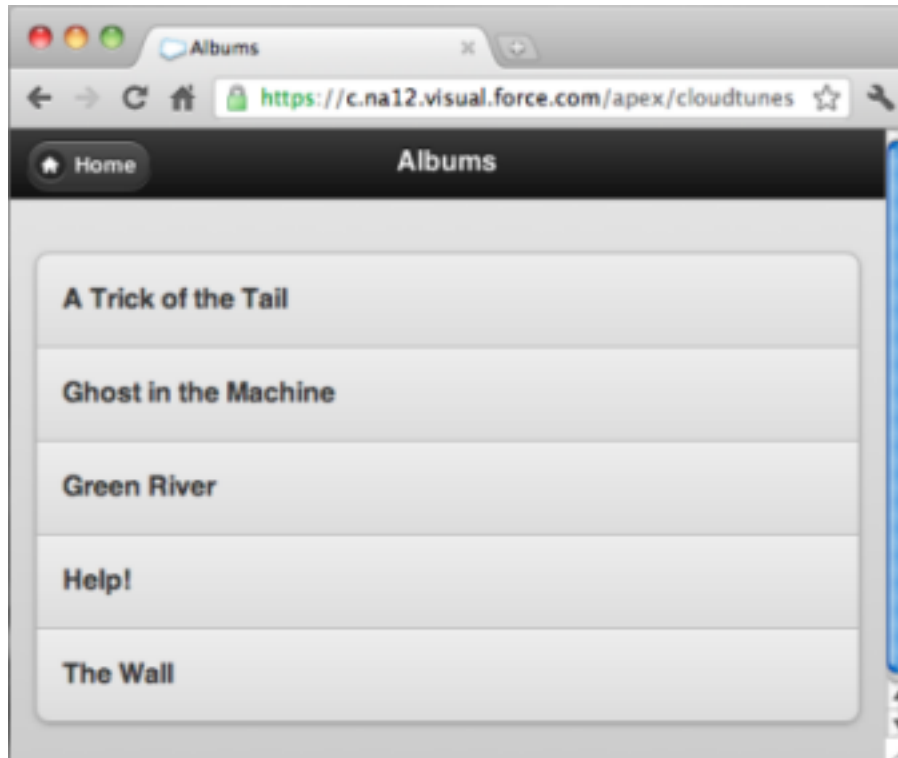 Albums
https://c.na12.visual.force.com/apex/cloudtunes
Home
Albums
A Trick of the Tail
Ghost in the Machine
Green River
Help!
The Wall